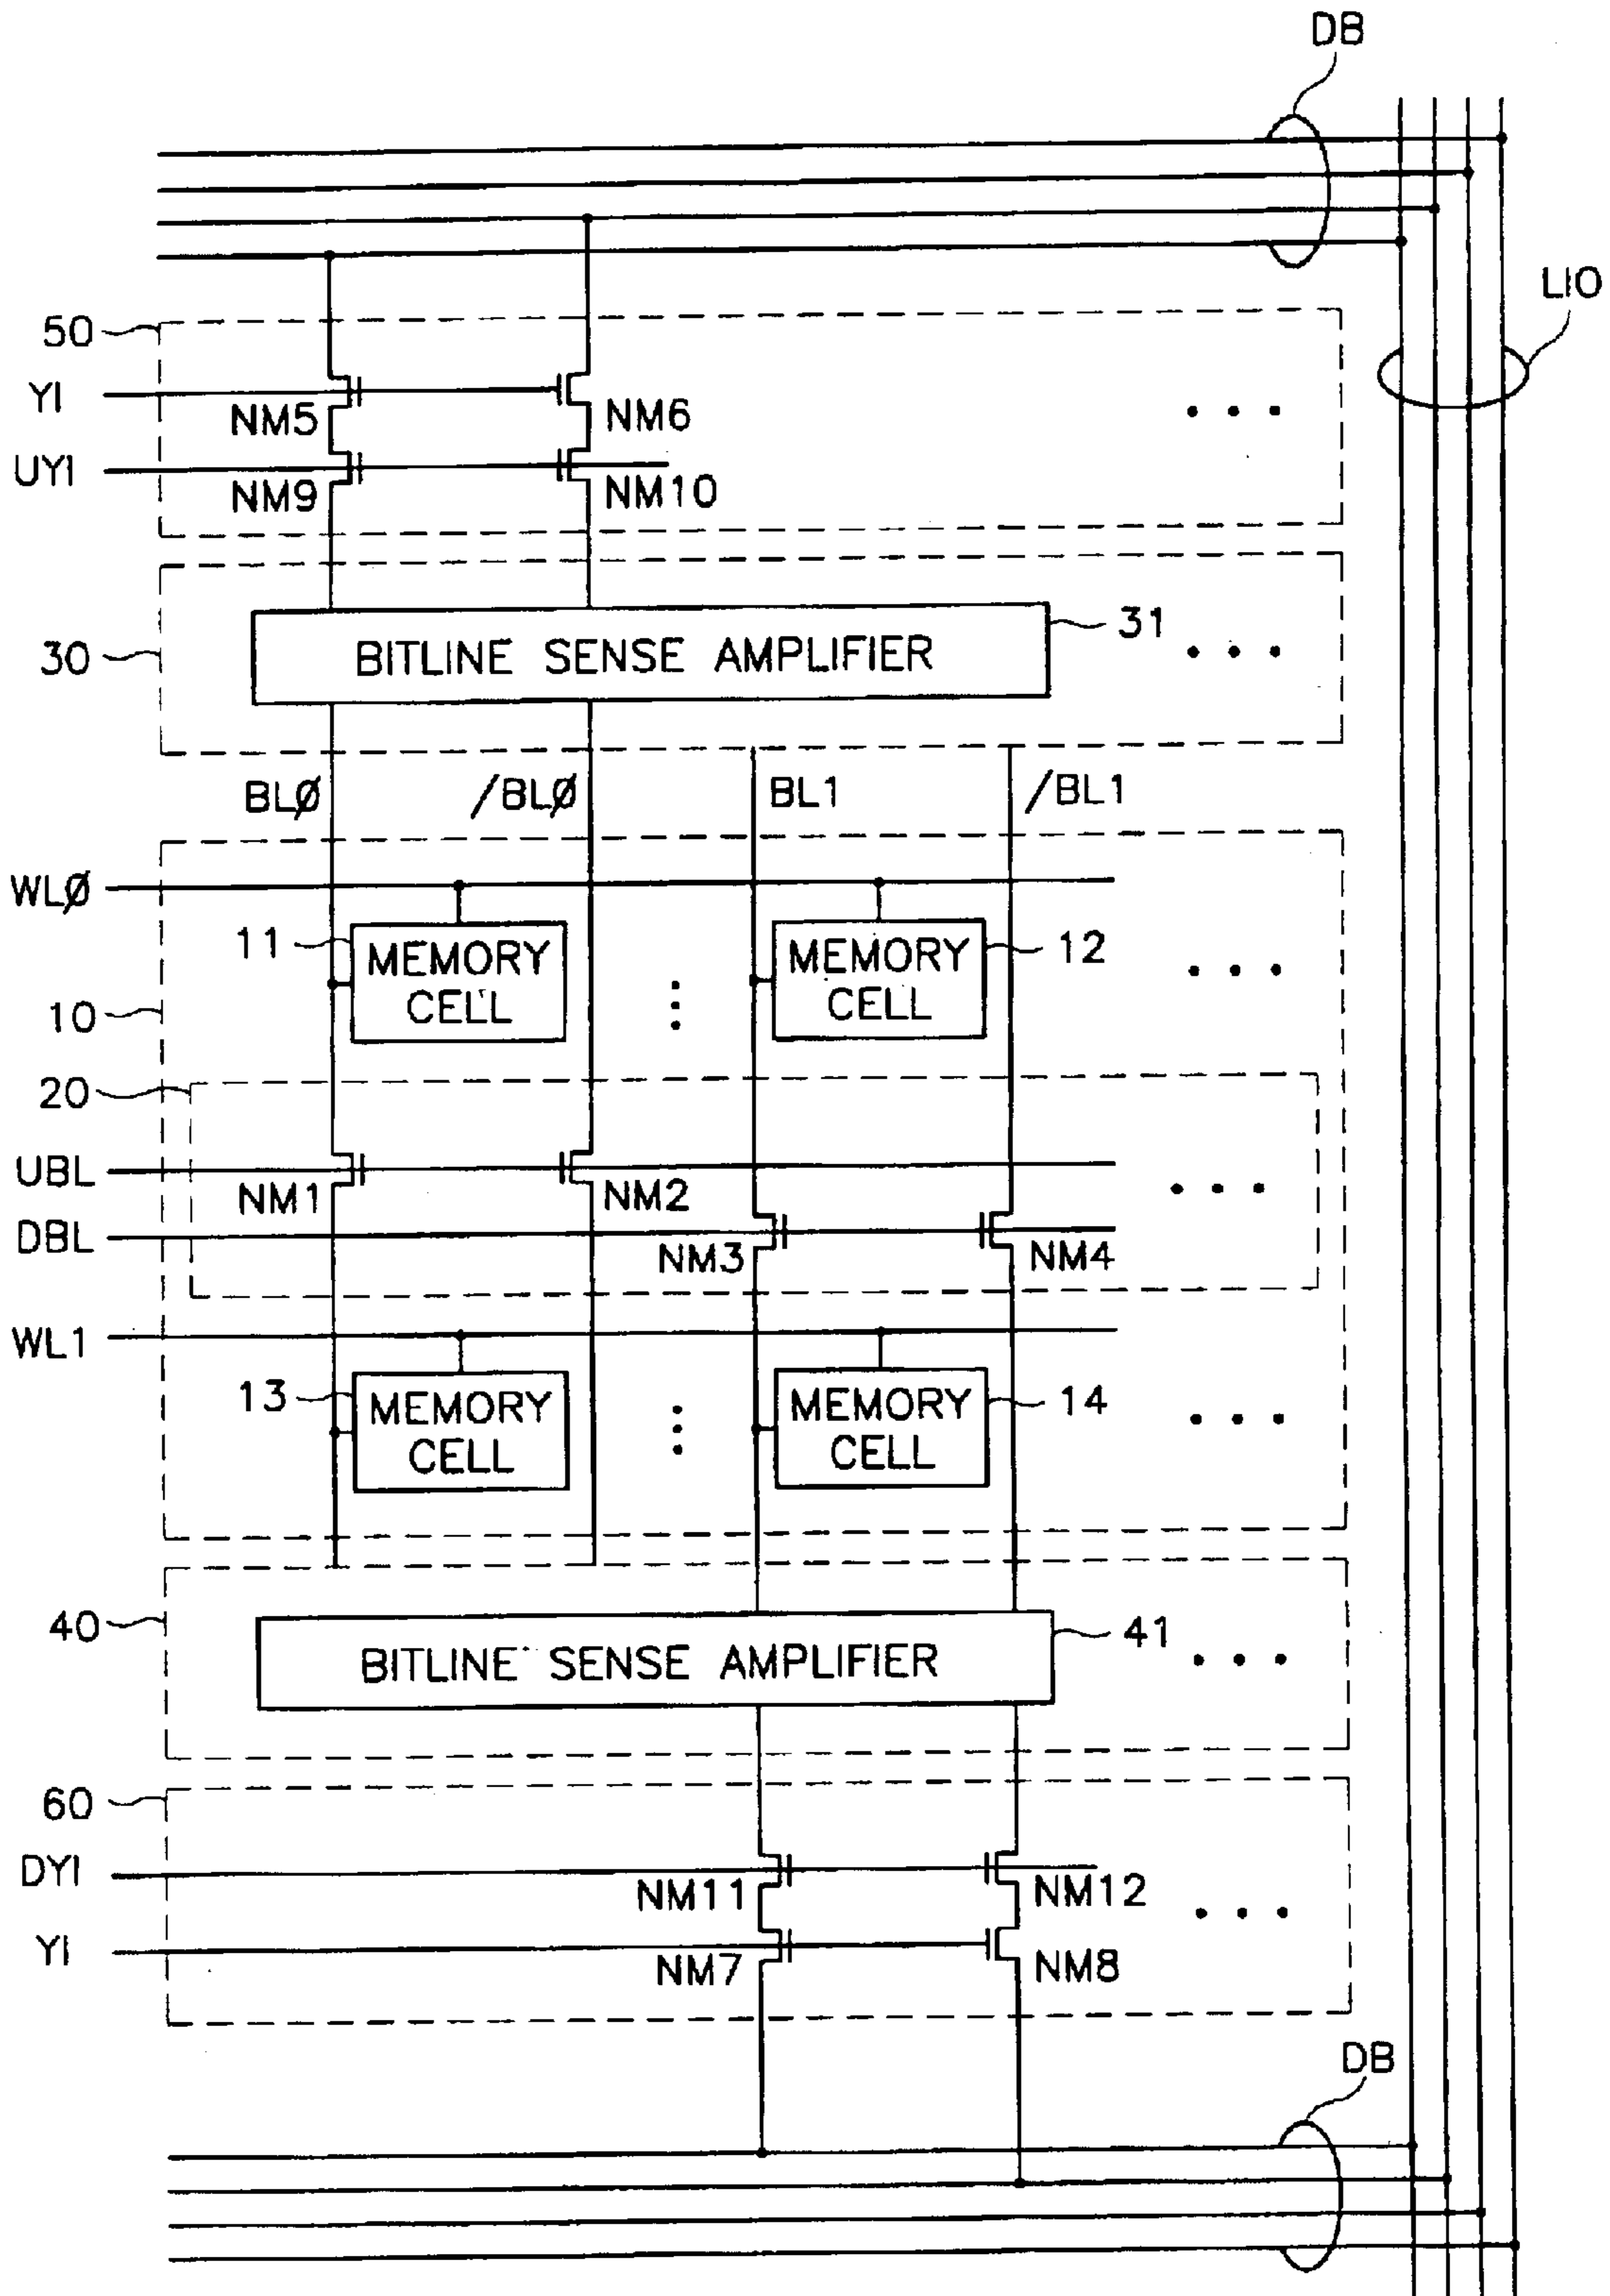 DB
LIO
50
YI
NM5
NM6
UYI
NM9
NM10
30
BITLINE SENSE AMPLIFIER
31
BLØ
/BLØ
BL1
/BL1
WLØ
11
MEMORY
CELL
MEMORY
CELL
12
10
20
UBL
NM1
NM2
DBL
NM3
NM4
WL1
13
MEMORY
CELL
MEMORY
CELL
14
40
BITLINE SENSE AMPLIFIER
41
60
DYI
NM11
NM12
YI
NM7
NM8
DB